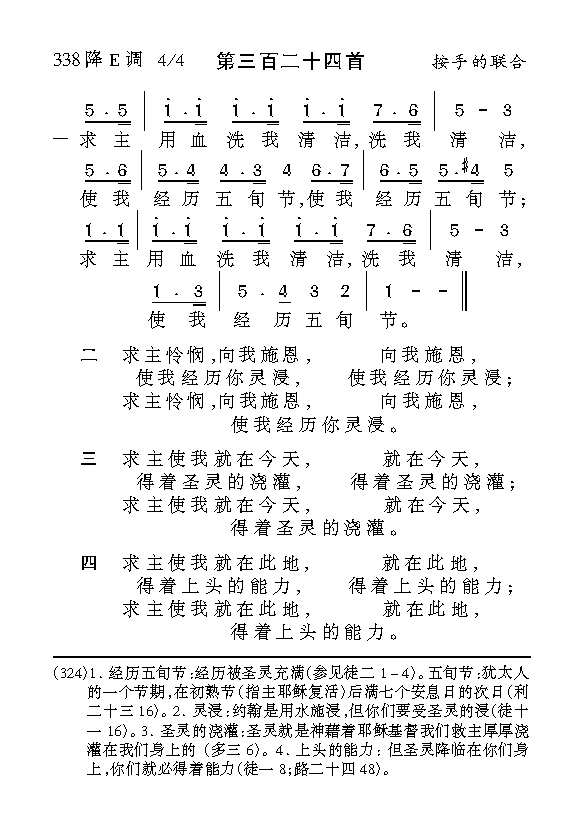 338降E调 4/4 第三百二十四首 按手的联合
5 . 5 | i . i i . i i . i 7 . 6 | 5 - 3
一 求 主 用 血 洗 我 清 洁, 洗 我 清 洁,
5 . 6 | 5 . 4 4 . 3 4 6 . 7 | 6 . 5 5 . #4 5
使 我 经 历 五 旬 节, 使 我 经 历 五 旬 节;
1 . 1 | i . i i . i i . i 7 . 6 | 5 - 3
求 主 用 血 洗 我 清 洁, 洗 我 清 洁,
1 . 3 | 5 . 4 3 2 | 1 - - ‖
使 我 经 历 五 旬 节。
二 求主怜悯,向我施恩, 向我施恩,
使我经历你灵浸, 使我经历你灵浸;
求主怜悯,向我施恩, 向我施恩,
使我经历你灵浸。
三 求主使我就在今天, 就在今天,
得着圣灵的浇灌, 得着圣灵的浇灌;
求主使我就在今天, 就在今天,
得着圣灵的浇灌。
四 求主使我就在此地, 就在此地,
得着上头的能力, 得着上头的能力;
求主使我就在此地, 就在此地,
得着上头的能力。
(324)1. 经历五旬节:经历被圣灵充满(参见徒二 1-4)。五旬节:犹太人
的一个节期,在初熟节(指主耶稣复活)后满七个安息日的次日(利
二十三 16)。2. 灵浸:约翰是用水施浸,但你们要受圣灵的浸(徒十
一 16)。3. 圣灵的浇灌:圣灵就是神藉着耶稣基督我们救主厚厚浇
灌在我们身上的 (多三 6)。4. 上头的能力: 但圣灵降临在你们身
上,你们就必得着能力(徒一 8;路二十四 48)。